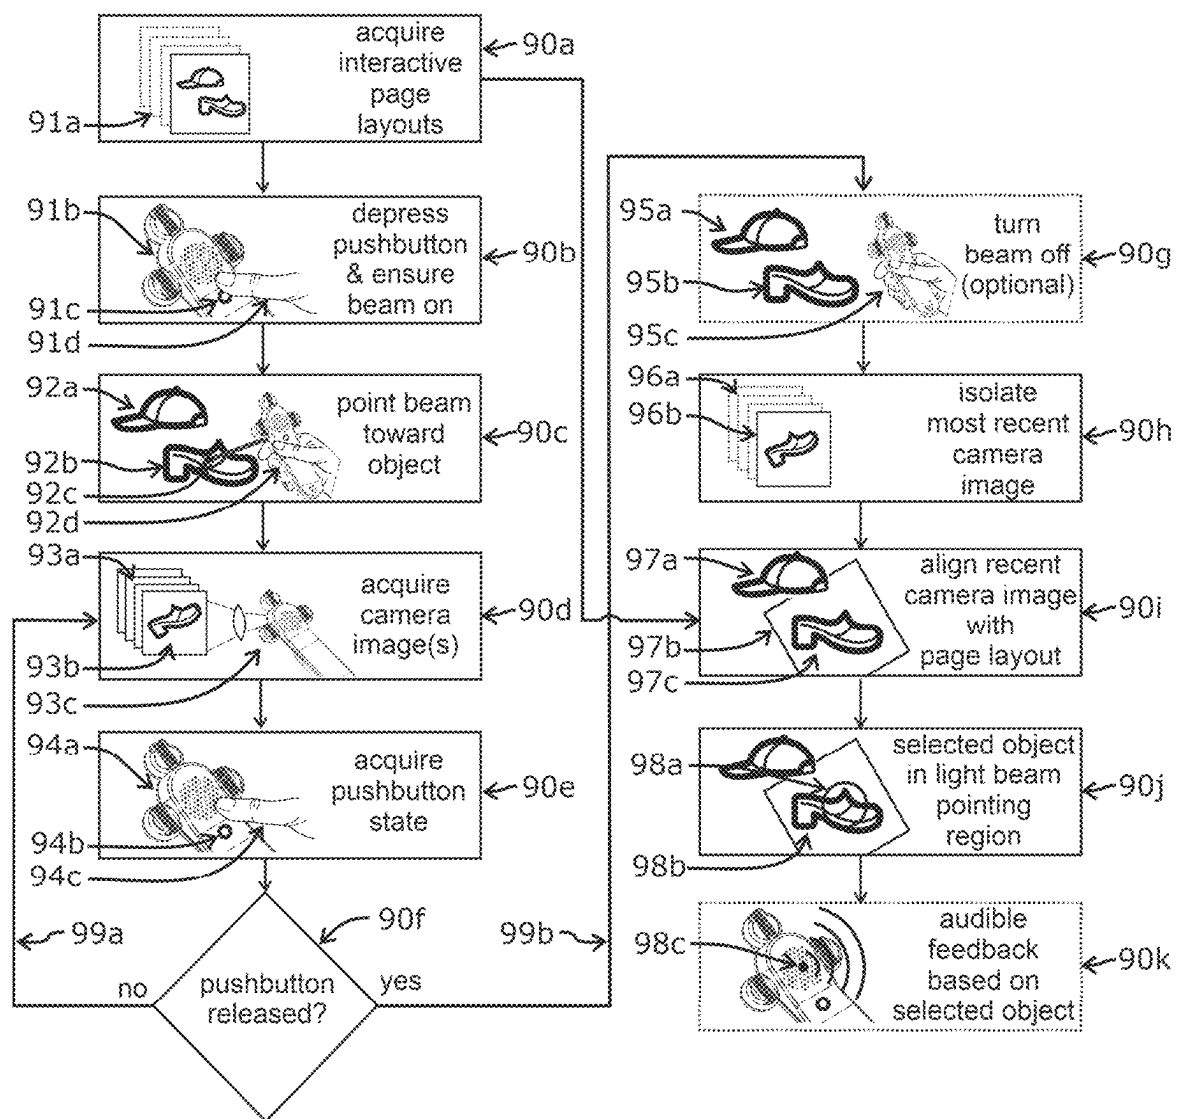 acquire
interactive
page
layouts
90a
91a
depress
pushbutton
& ensure
beam on
90b
91b
91c
91d
point beam
toward
object
90c
92a
92b
92c
92d
acquire
camera
image(s)
90d
93a
93b
93c
acquire
pushbutton
state
90e
94a
94b
94c
pushbutton
released?
90f
no
yes
99a
99b
turn
beam off
(optional)
90g
95a
95b
95c
isolate
most recent
camera
image
90h
96a
96b
align recent
camera image
with
page layout
90i
97a
97b
97c
selected object
in light beam
pointing
region
90j
98a
98b
audible
feedback
based on
selected object
90k
98c